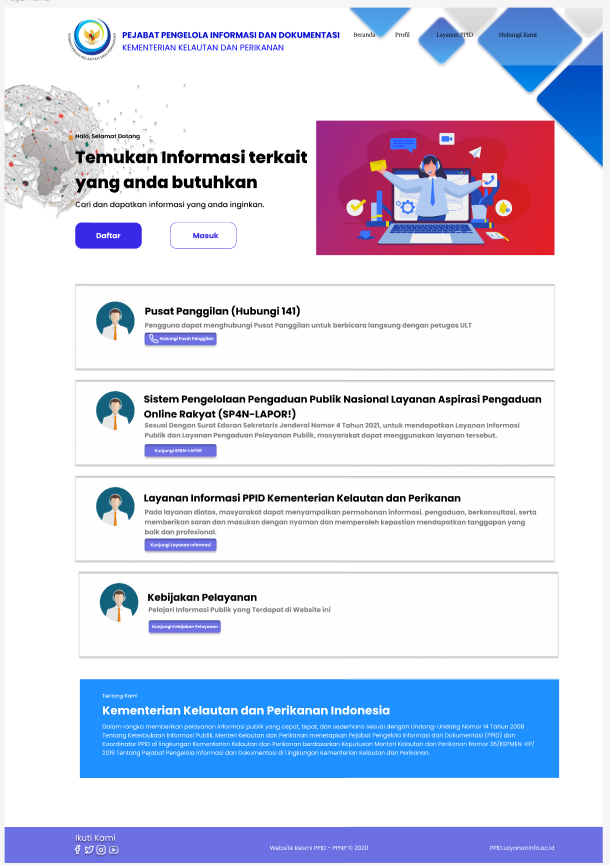 PEJABAT PENGELOLA INFORMASI DAN DOKUMENTASI
KEMENTERIAN KELAUTAN DAN PERIKANAN
Beranda
Profil
Layanan PPID
Hubungi Kami
Halo, Selamat Datang
Temukan Informasi terkait
yang anda butuhkan
Cari dan dapatkan informasi yang anda inginkan.
Daftar
Masuk
Pusat Panggilan (Hubungi 141)
Pengguna dapat menghubungi Pusat Panggilan untuk berbicara langsung dengan petugas ULT
Hubungi Pusat Panggilan
Sistem Pengelolaan Pengaduan Publik Nasional Layanan Aspirasi Pengaduan
Online Rakyat (SP4N-LAPOR!)
Sesuai Dengan Surat Edaran Sekretaris Jenderal Nomor 4 Tahun 2021, untuk mendapatkan Layanan Informasi
Publik dan Layanan Pengaduan Pelayanan Publik, masyarakat dapat menggunakan layanan tersebut.
Kunjungi SP4N-LAPOR
Layanan Informasi PPID Kementerian Kelautan dan Perikanan
Pada layanan diatas, masyarakat dapat menyampaikan permohonan informasi, pengaduan, berkonsultasi, serta
memberikan saran dan masukan dengan nyaman dan memperoleh kepastian mendapatkan tanggapan yang
baik dan profesional.
Kunjungi Layanan Informasi
Kebijakan Pelayanan
Pelajari Informasi Publik yang Terdapat di Website ini
Kunjungi Kebijakan Pelayanan
Tentang Kami
Kementerian Kelautan dan Perikanan Indonesia
Dalam rangka memberikan pelayanan informasi publik yang cepat, tepat, dan sederhana sesuai dengan Undang-Undang Nomor 14 Tahun 2008
Tentang Keterbukaan Informasi Publik, Menteri Kelautan dan Perikanan menetapkan Pejabat Pengelola Informasi dan Dokumentasi (PPID) dan
Koordinator PPID di lingkungan Kementerian Kelautan dan Perikanan berdasarkan Keputusan Menteri Kelautan dan Perikanan Nomor 36/KEPMEN-KP/
2019 Tentang Pejabat Pengelola Informasi dan Dokumentasi di Lingkungan Kementerian Kelautan dan Perikanan.
Ikuti Kami
Website Resmi PPID - PPNP © 2020
PPID.LayananInfo.ac.id